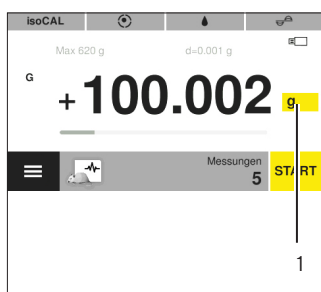 isoCAL
Max 620 g d=0.001 g
G
+100.002 g
Messungen
5
START
1